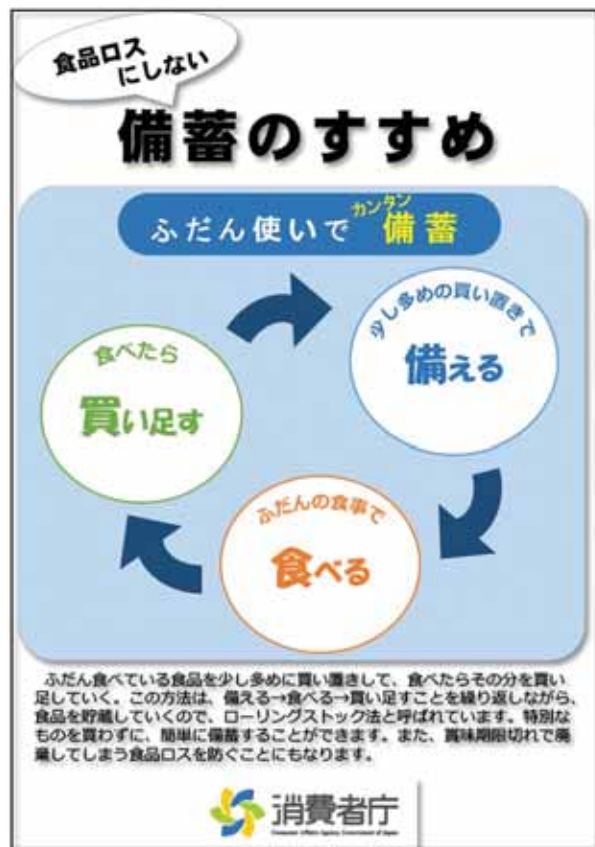 食品ロス
にしない
備蓄のすすめ
ふだん使いで カンタン備蓄
少し多めの買い置きで
備える
食べたら
買い足す
ふだんの食事で
食べる
ふだん食べている食品を少し多めに買い置きして、食べたらその分を買い
足していく。この方法は、備える→食べる→買い足すことを繰り返しながら、
食品を貯蔵していくので、ローリングストック法と呼ばれています。特別な
ものを買わずに、簡単に備蓄することができます。また、賞味期限切れで廃
棄してしまう食品ロスを防ぐことにもなります。
消費者庁
Consumer Affairs Agency, Government of Japan